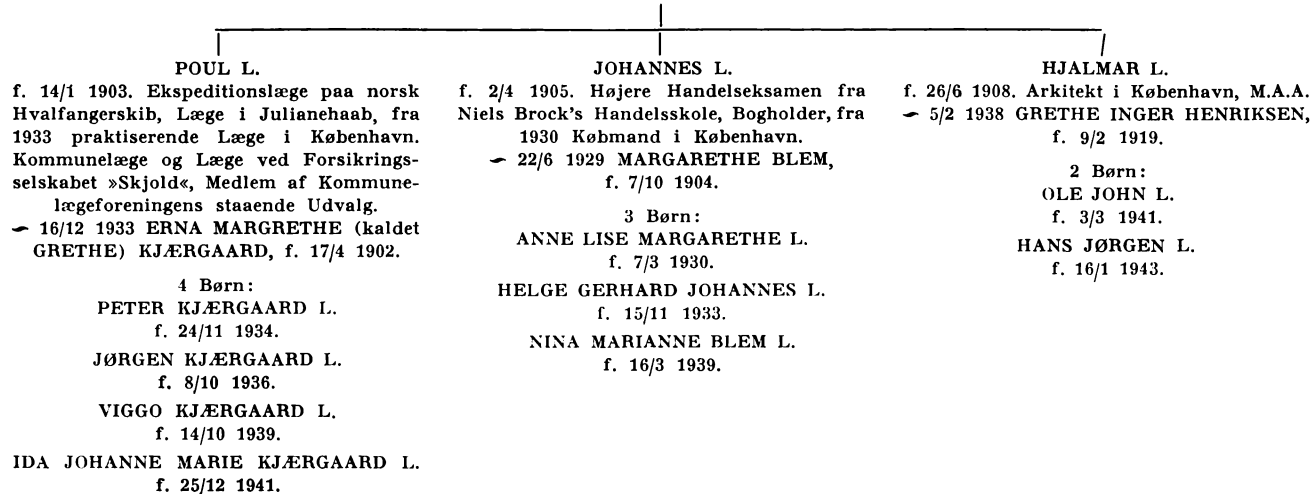 POUL L.
f. 14/1 1903. Ekspeditionslæge paa norsk
Hvalfangerskib, Læge i Julianehaab, fra
1933 praktiserende Læge i København.
Kommunelæge og Læge ved Forsikrings-
selskabet »Skjold«, Medlem af Kommune-
lægeforeningens staaende Udvalg.
⚭ 16/12 1933 ERNA MARGRETHE (kaldet
GRETHE) KJÆRGAARD, f. 17/4 1902.
4 Børn:
PETER KJÆRGAARD L.
f. 24/11 1934.
JØRGEN KJÆRGAARD L.
f. 8/10 1936.
VIGGO KJÆRGAARD L.
f. 14/10 1939.
IDA JOHANNE MARIE KJÆRGAARD L.
f. 25/12 1941.
JOHANNES L.
f. 2/4 1905. Højere Handelseksamen fra
Niels Brock's Handelsskole, Bogholder, fra
1930 Købmand i København.
⚭ 22/6 1929 MARGARETHE BLEM,
f. 7/10 1904.
3 Børn:
ANNE LISE MARGARETHE L.
f. 7/3 1930.
HELGE GERHARD JOHANNES L.
f. 15/11 1933.
NINA MARIANNE BLEM L.
f. 16/3 1939.
HJALMAR L.
f. 26/6 1908. Arkitekt i København, M.A.A.
⚭ 5/2 1938 GRETHE INGER HENRIKSEN,
f. 9/2 1919.
2 Børn:
OLE JOHN L.
f. 3/3 1941.
HANS JØRGEN L.
f. 16/1 1943.